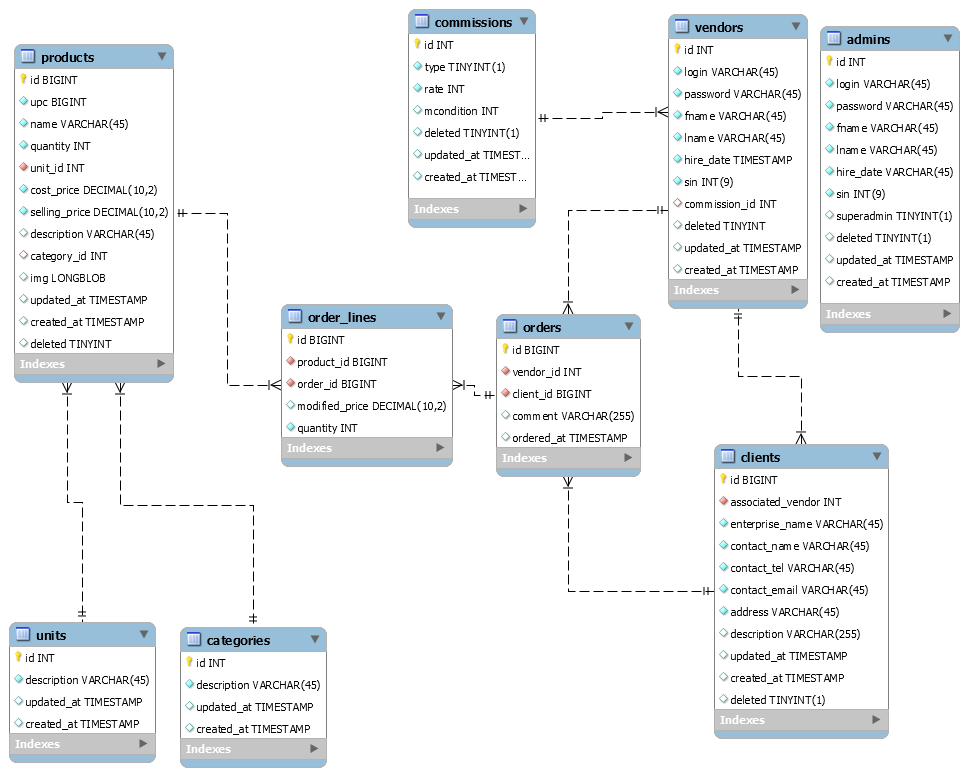 products
id BIGINT
upc BIGINT
name VARCHAR(45)
quantity INT
unit_id INT
cost_price DECIMAL(10,2)
selling_price DECIMAL(10,2)
description VARCHAR(45)
category_id INT
img LONGBLOB
updated_at TIMESTAMP
created_at TIMESTAMP
deleted TINYINT
Indexes
commissions
id INT
type TINYINT(1)
rate INT
mcondition INT
deleted TINYINT(1)
updated_at TIMEST...
created_at TIMEST...
Indexes
vendors
id INT
login VARCHAR(45)
password VARCHAR(45)
fname VARCHAR(45)
lname VARCHAR(45)
hire_date TIMESTAMP
sin INT(9)
commission_id INT
deleted TINYINT
updated_at TIMESTAMP
created_at TIMESTAMP
Indexes
admins
id INT
login VARCHAR(45)
password VARCHAR(45)
fname VARCHAR(45)
lname VARCHAR(45)
hire_date VARCHAR(45)
sin INT(9)
superadmin TINYINT(1)
deleted TINYINT(1)
updated_at TIMESTAMP
created_at TIMESTAMP
Indexes
order_lines
id BIGINT
product_id BIGINT
order_id BIGINT
modified_price DECIMAL(10,2)
quantity INT
Indexes
orders
id BIGINT
vendor_id INT
client_id BIGINT
comment VARCHAR(255)
ordered_at TIMESTAMP
Indexes
clients
id BIGINT
associated_vendor INT
enterprise_name VARCHAR(45)
contact_name VARCHAR(45)
contact_tel VARCHAR(45)
contact_email VARCHAR(45)
address VARCHAR(45)
description VARCHAR(255)
updated_at TIMESTAMP
created_at TIMESTAMP
deleted TINYINT(1)
Indexes
units
id INT
description VARCHAR(45)
updated_at TIMESTAMP
created_at TIMESTAMP
Indexes
categories
id INT
description VARCHAR(45)
updated_at TIMESTAMP
created_at TIMESTAMP
Indexes